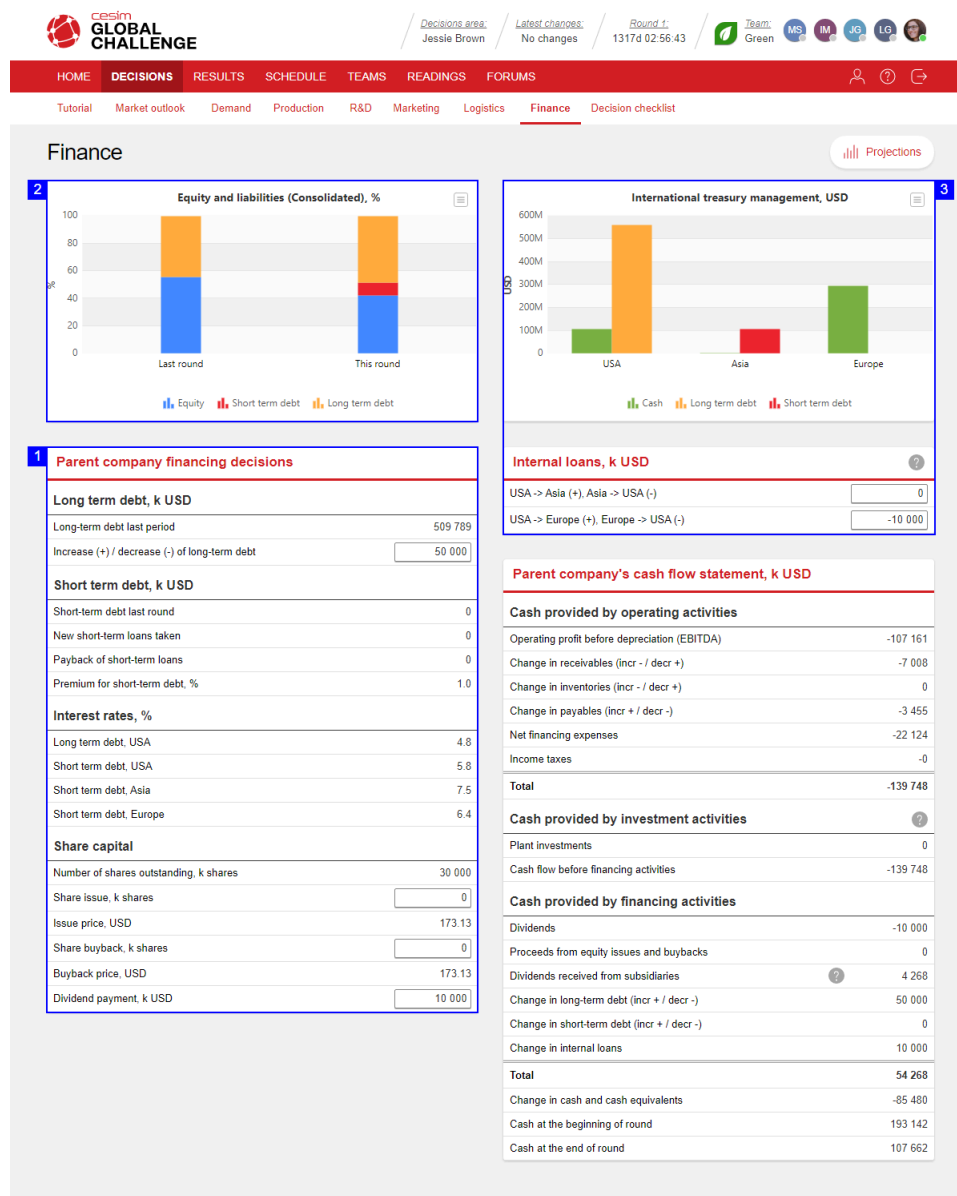 cesim
GLOBAL
CHALLENGE
Decisions area:
Jessie Brown
Latest changes:
No changes
Round 1:
1317d 02:56:43
Team:
Green
MS
IM
JG
LG
HOME DECISIONS RESULTS SCHEDULE TEAMS READINGS FORUMS
Tutorial Market outlook Demand Production R&D Marketing Logistics Finance Decision checklist
Finance
Projections
2
Equity and liabilities (Consolidated), %
100
80
60
40
20
0
%
Last round This round
Equity Short term debt Long term debt
3
International treasury management, USD
600M
500M
400M
300M
200M
100M
0
USD
USA Asia Europe
Cash Long term debt Short term debt
1
Parent company financing decisions
Long term debt, k USD
Long-term debt last period 509 789
Increase (+) / decrease (-) of long-term debt 50 000
Short term debt, k USD
Short-term debt last round 0
New short-term loans taken 0
Payback of short-term loans 0
Premium for short-term debt, % 1.0
Interest rates, %
Long term debt, USA 4.8
Short term debt, USA 5.8
Short term debt, Asia 7.5
Short term debt, Europe 6.4
Share capital
Number of shares outstanding, k shares 30 000
Share issue, k shares 0
Issue price, USD 173.13
Share buyback, k shares 0
Buyback price, USD 173.13
Dividend payment, k USD 10 000
Internal loans, k USD ?
USA -> Asia (+), Asia -> USA (-) 0
USA -> Europe (+), Europe -> USA (-) -10 000
Parent company's cash flow statement, k USD
Cash provided by operating activities
Operating profit before depreciation (EBITDA) -107 161
Change in receivables (incr - / decr +) -7 008
Change in inventories (incr - / decr +) 0
Change in payables (incr + / decr -) -3 455
Net financing expenses -22 124
Income taxes -0
Total -139 748
Cash provided by investment activities ?
Plant investments 0
Cash flow before financing activities -139 748
Cash provided by financing activities
Dividends -10 000
Proceeds from equity issues and buybacks 0
Dividends received from subsidiaries ? 4 268
Change in long-term debt (incr + / decr -) 50 000
Change in short-term debt (incr + / decr -) 0
Change in internal loans 10 000
Total 54 268
Change in cash and cash equivalents -85 480
Cash at the beginning of round 193 142
Cash at the end of round 107 662